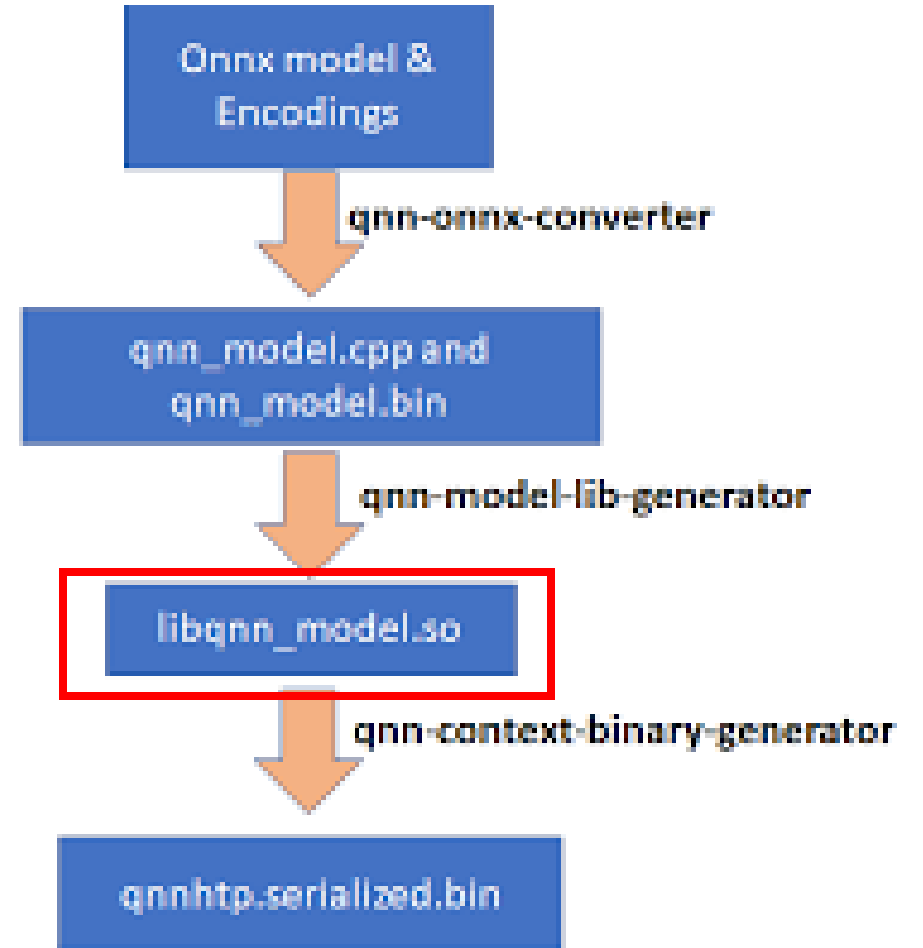 Onnx model &
Encodings
qnn-onnx-converter
qnn_model.cpp and
qnn_model.bin
qnn-model-lib-generator
libqnn_model.so
qnn-context-binary-generator
qnnhtp.serialized.bin